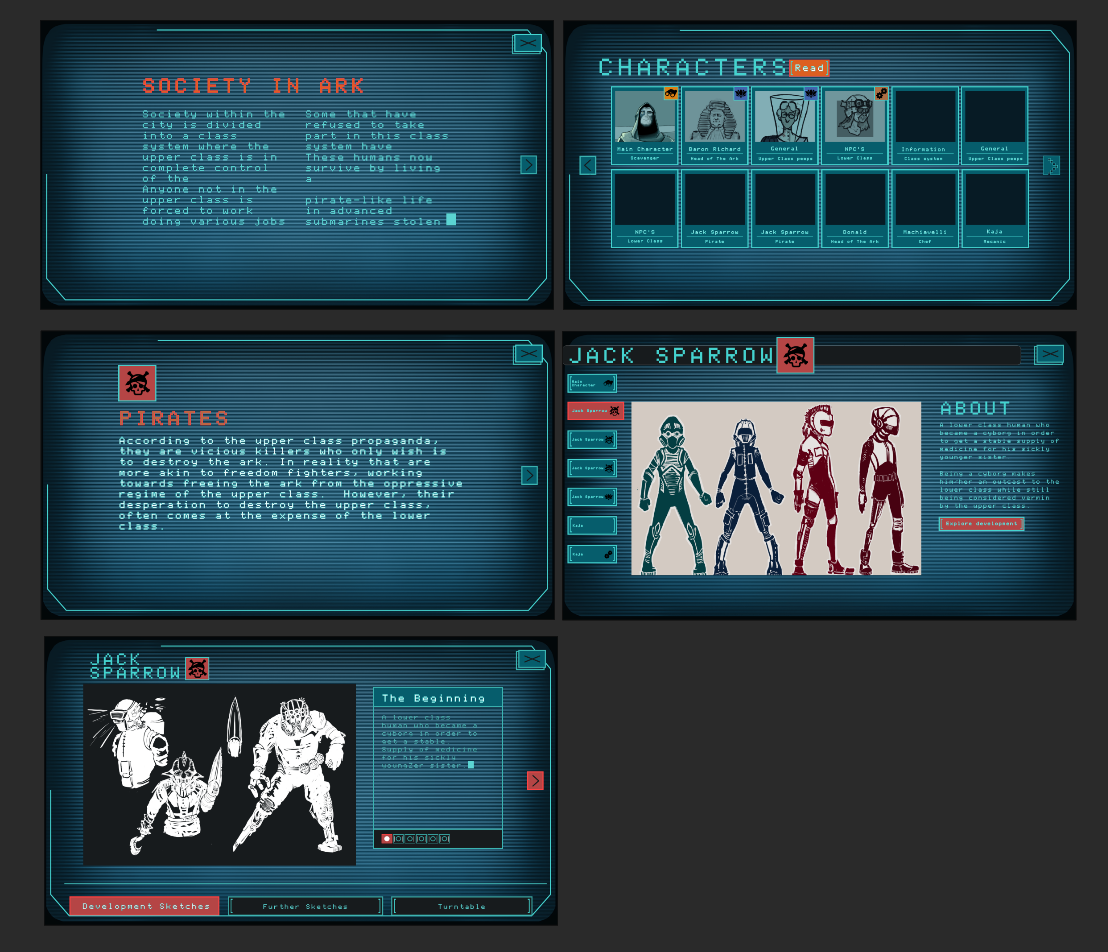 SOCIETY IN ARK
Society within the
city is divided
into a class
system where the
upper class is in
complete control
of the
Anyone not in the
upper class is
forced to work
doing various jobs
Some that have
refused to take
part in this class
system have
These humans now
survive by living
a
pirate-like life
in advanced
submarines stolen
CHARACTERS Read
Main Character
Scavenger
Baron Richard
Head of The Ark
General
Upper Class peeps
NPC'S
Lower Class
Information
Class system
General
Upper Class peeps
NPC'S
Lower Class
Jack Sparrow
Pirate
Jack Sparrow
Pirate
Donald
Head of The Ark
Machiavelli
Chef
Kaja
Mecanic
PIRATES
According to the upper class propaganda,
they are vicious killers who only wish is
to destroy the ark. In reality that are
more akin to freedom fighters, working
towards freeing the ark from the oppressive
regime of the upper class. However, their
desperation to destroy the upper class,
often comes at the expense of the lower
class.
JACK SPARROW
Main
Character
Jack Sparrow
Jack Sparrow
Jack Sparrow
Jack Sparrow
Kaja
Kaja
ABOUT
A lower class human who
became a cyborg in order
to get a stable supply of
medicine for his sickly
younger sister.
Being a cyborg makes
him/her an outcast to the
lower class while still
being considered vermin
by the upper class.
Explore development
JACK
SPARROW
The Beginning
A lower class
human who became a
cyborg in order to
get a stable
Supply of medicine
for his sickly
young2er sister.
Development Sketches
Further Sketches
Turntable